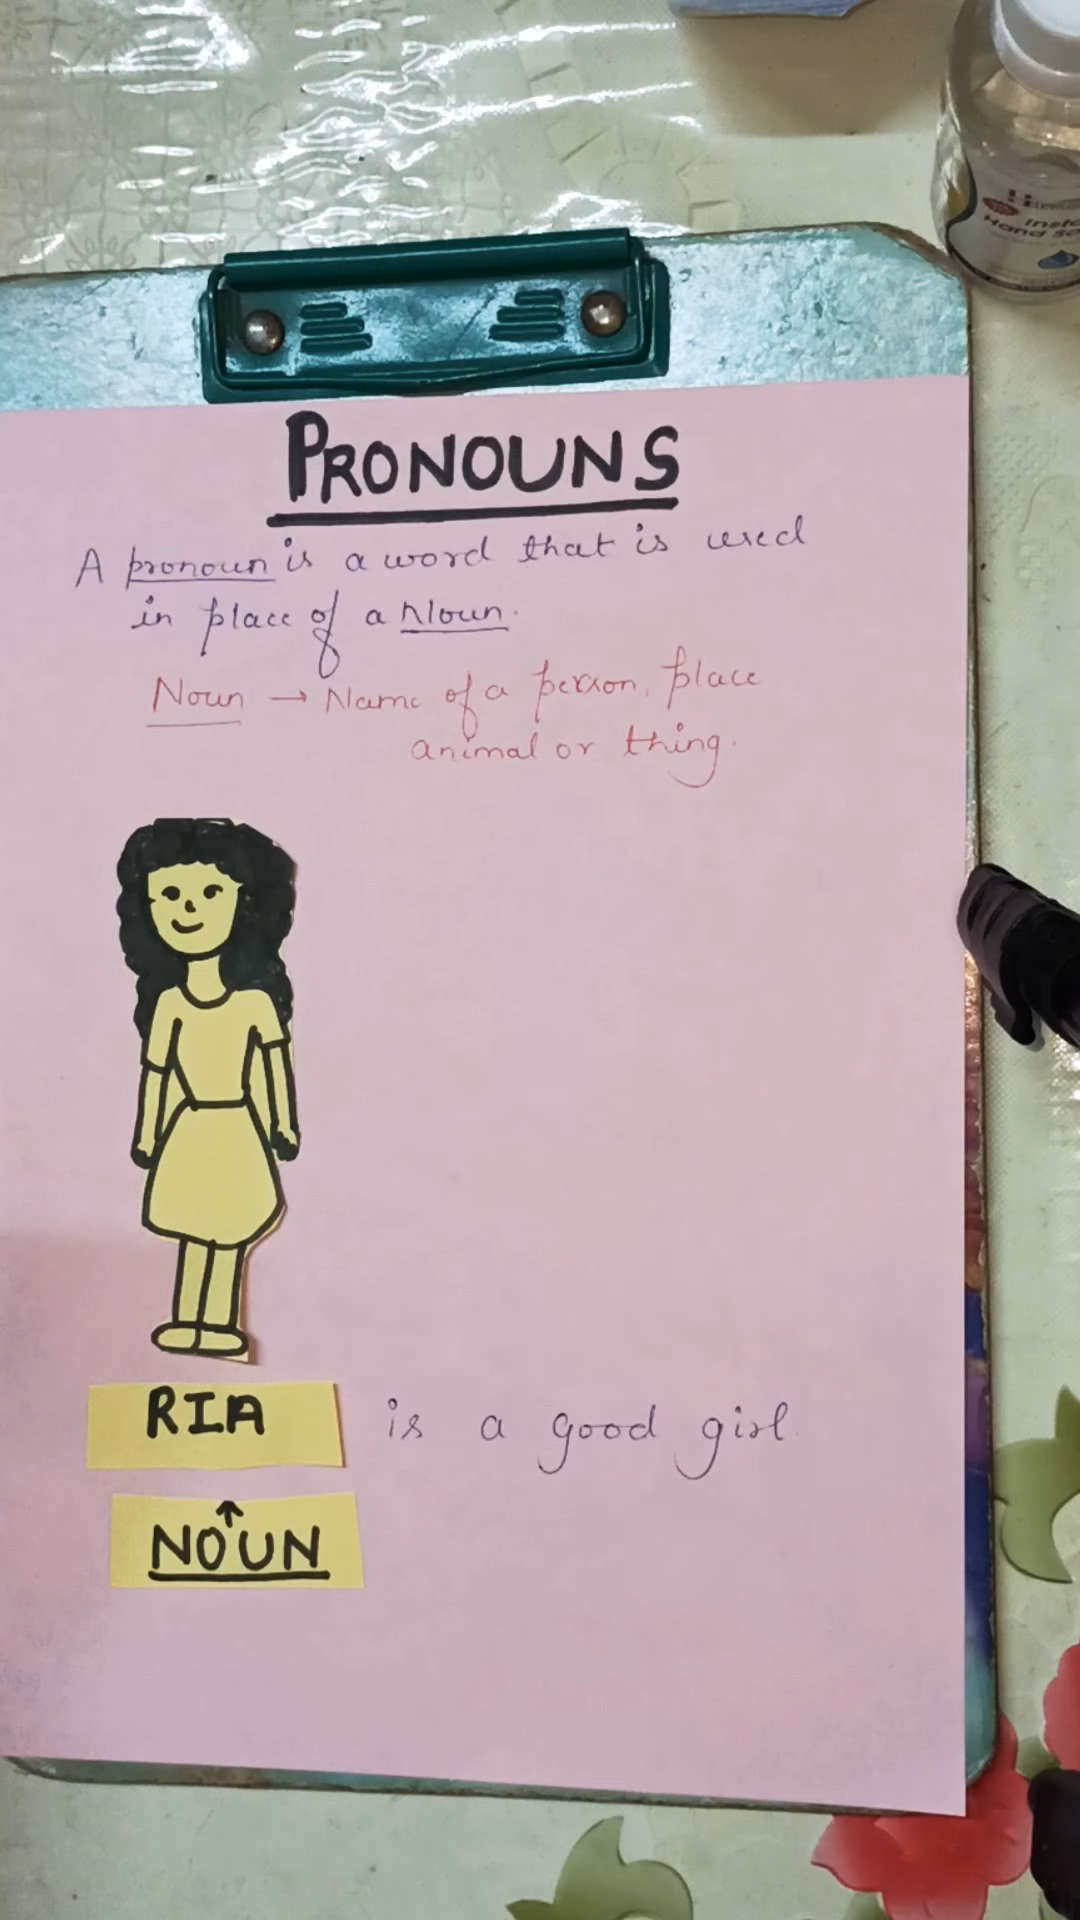 PRONOUNS
A pronoun is a word that is used
in place of a Noun.
Noun → Name of a person, place
animal or thing.
RIA is a good girl.
↑
NOUN
Hand